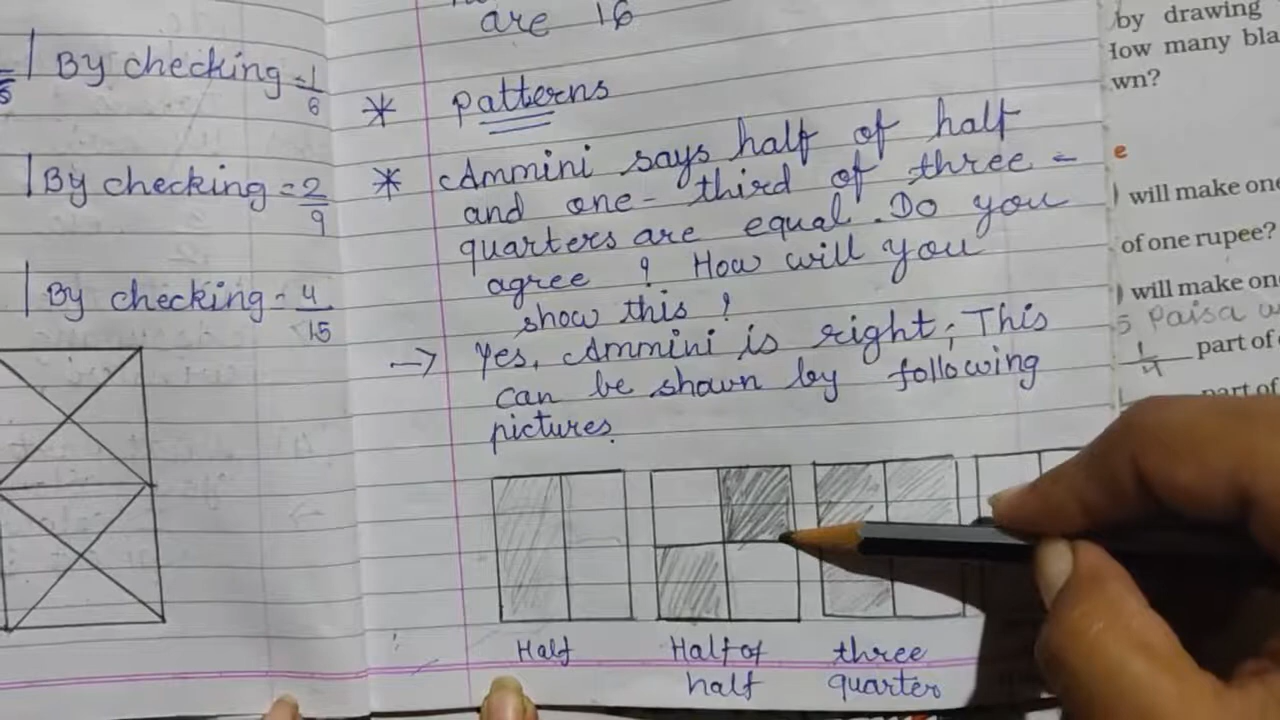 are 16
By checking = 1/6
By checking = 2/9
By checking = 4/15
* Patterns
* Ammini says half of half
and one-third of three-
quarters are equal. Do you
agree ? How will you
show this ?
→ Yes, Ammini is right, This
can be shown by following
pictures.
Half
Half of
half
three
quarter
by drawing
How many bla
wn?
e
) will make one
of one rupee?
) will make one
5 Paisa
1/4 part of
part of